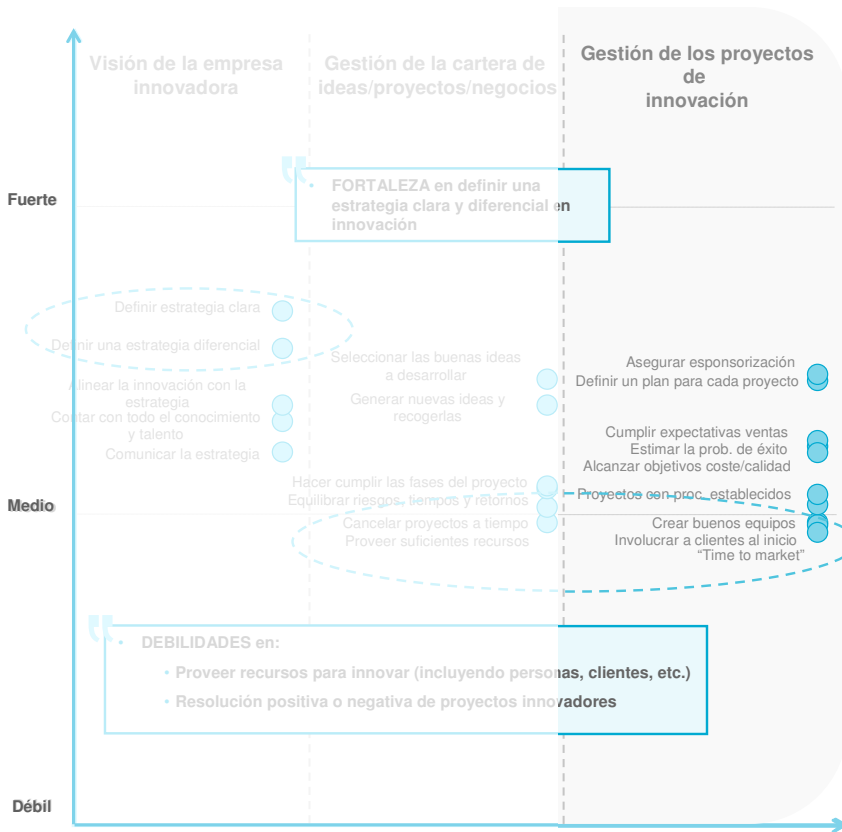 Visión de la empresa
innovadora
Gestión de la cartera de
ideas/proyectos/negocios
Gestión de los proyectos
de
innovación
Fuerte
"
• FORTALEZA en definir una
estrategia clara y diferencial en
innovación
Definir estrategia clara
Definir una estrategia diferencial
Alinear la innovación con la
estrategia
Contar con todo el conocimiento
y talento
Comunicar la estrategia
Seleccionar las buenas ideas
a desarrollar
Generar nuevas ideas y
recogerlas
Hacer cumplir las fases del proyecto
Equilibrar riesgos, tiempos y retornos
Cancelar proyectos a tiempo
Proveer suficientes recursos
Asegurar esponsorización
Definir un plan para cada proyecto
Cumplir expectativas ventas
Estimar la prob. de éxito
Alcanzar objetivos coste/calidad
Proyectos con proc. establecidos
Crear buenos equipos
Involucrar a clientes al inicio
“Time to market”
Medio
"
• DEBILIDADES en:
• Proveer recursos para innovar (incluyendo personas, clientes, etc.)
• Resolución positiva o negativa de proyectos innovadores
Débil